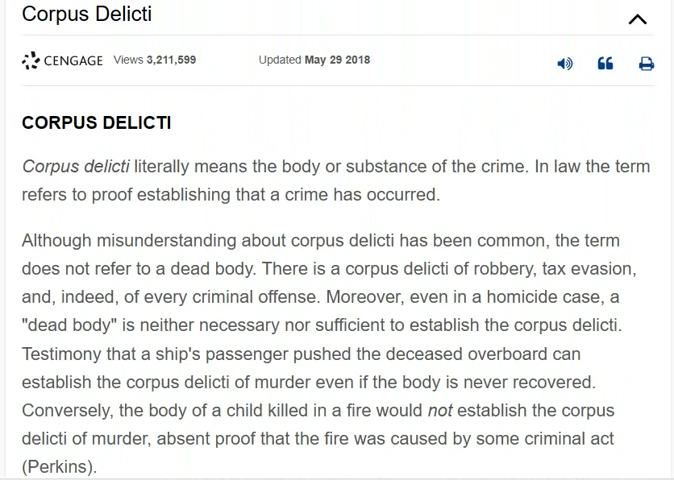 Corpus Delicti
CENGAGE Views 3,211,599 Updated May 29 2018
CORPUS DELICTI
Corpus delicti literally means the body or substance of the crime. In law the term
refers to proof establishing that a crime has occurred.
Although misunderstanding about corpus delicti has been common, the term
does not refer to a dead body. There is a corpus delicti of robbery, tax evasion,
and, indeed, of every criminal offense. Moreover, even in a homicide case, a
"dead body" is neither necessary nor sufficient to establish the corpus delicti.
Testimony that a ship's passenger pushed the deceased overboard can
establish the corpus delicti of murder even if the body is never recovered.
Conversely, the body of a child killed in a fire would not establish the corpus
delicti of murder, absent proof that the fire was caused by some criminal act
(Perkins).